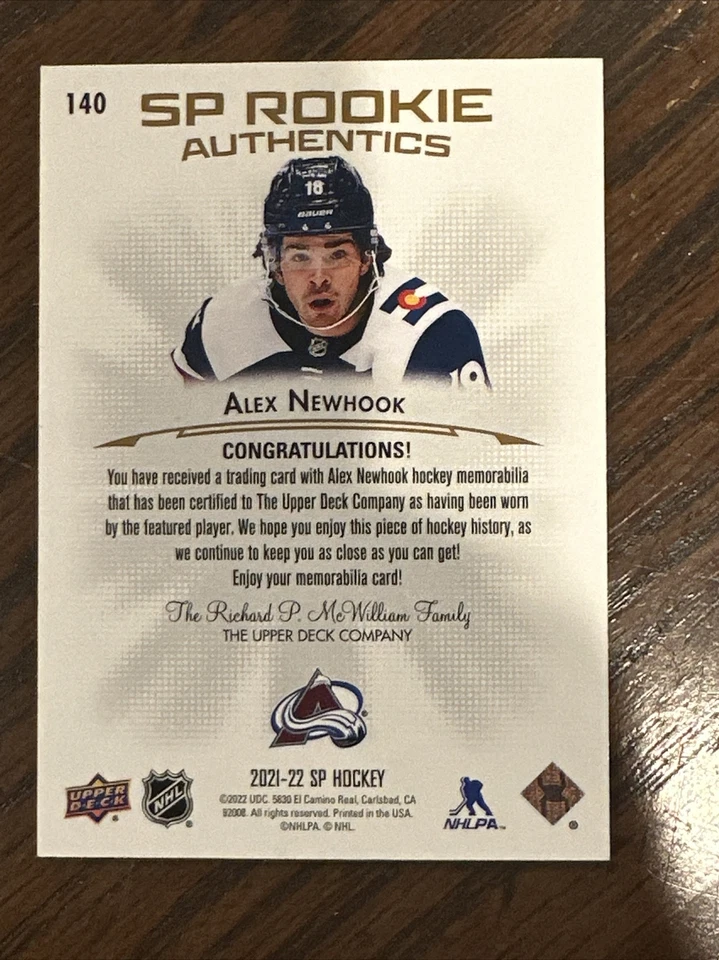 140
SP ROOKIE
AUTHENTICS
18
BAUER
18
ALEX NEWHOOK
CONGRATULATIONS!
You have received a trading card with Alex Newhook hockey memorabilia
that has been certified to The Upper Deck Company as having been worn
by the featured player. We hope you enjoy this piece of hockey history, as
we continue to keep you as close as you can get!
Enjoy your memorabilia card!
The Richard P. McWilliam Family
THE UPPER DECK COMPANY
2021-22 SP HOCKEY
UPPER
D·E·C·K
NHL
©2022 UDC. 5830 El Camino Real, Carlsbad, CA
92008. All rights reserved. Printed in the USA.
©NHLPA. © NHL.
NHLPA™
®